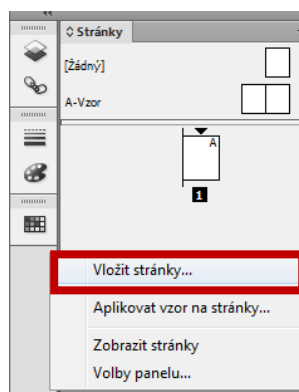 Stránky
[Žádný]
A-Vzor
A
1
Vložit stránky...
Aplikovat vzor na stránky...
Zobrazit stránky
Volby panelu...